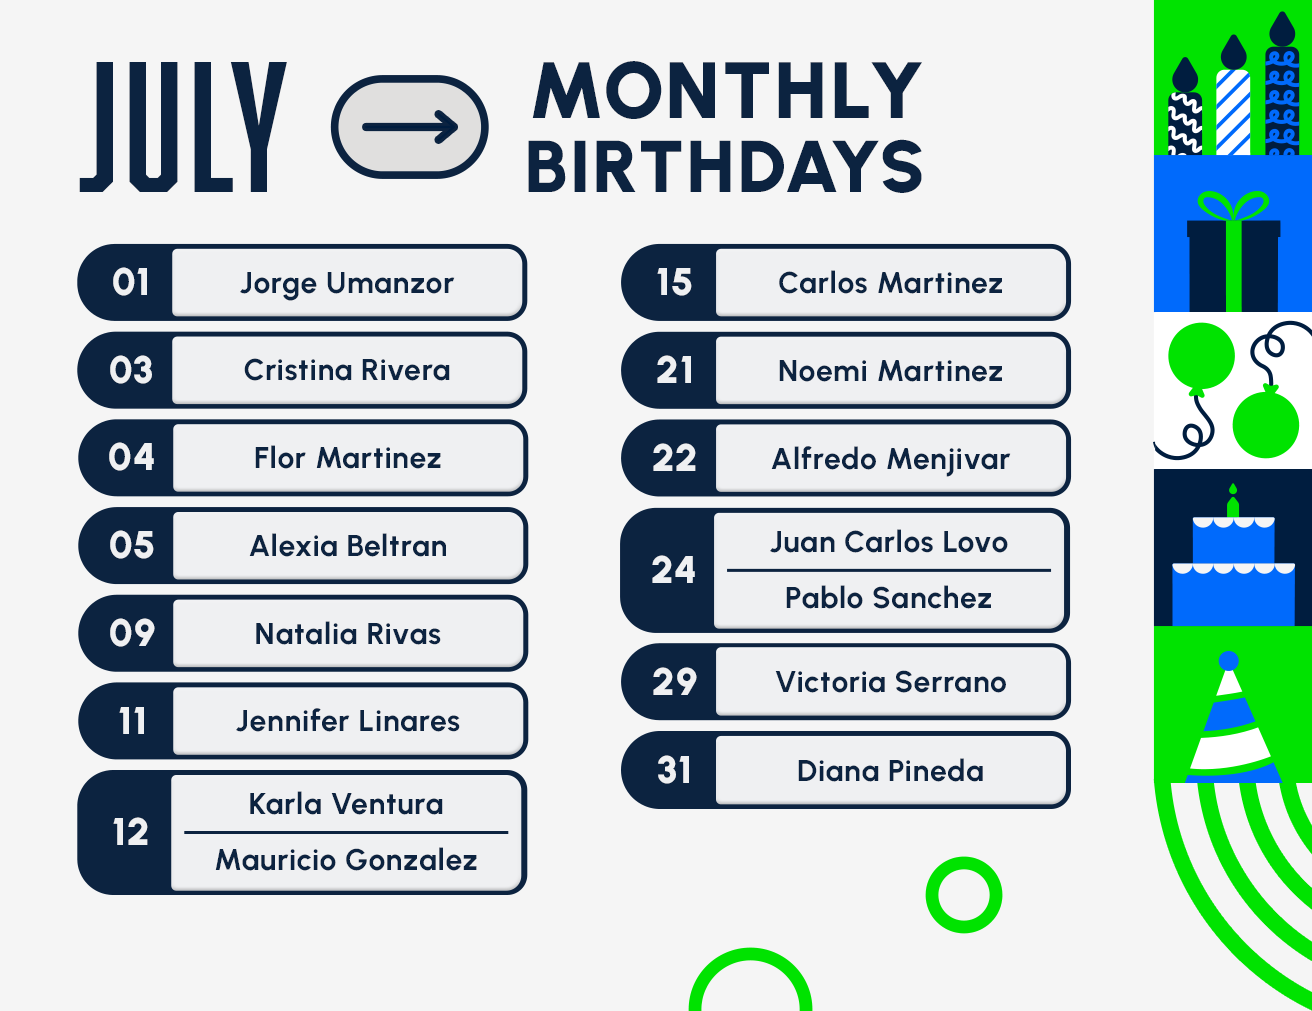 JULY
MONTHLY
BIRTHDAYS
01 Jorge Umanzor
03 Cristina Rivera
04 Flor Martinez
05 Alexia Beltran
09 Natalia Rivas
11 Jennifer Linares
12 Karla Ventura
Mauricio Gonzalez
15 Carlos Martinez
21 Noemi Martinez
22 Alfredo Menjivar
24 Juan Carlos Lovo
Pablo Sanchez
29 Victoria Serrano
31 Diana Pineda